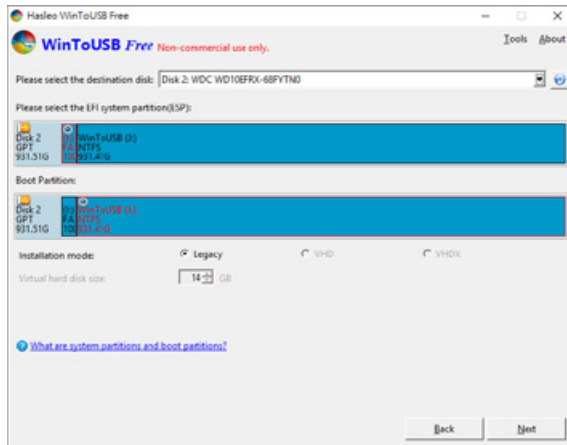 Hasleo WinToUSB Free
WinToUSB Free Non-commercial use only.
Tools About
Please select the destination disk: Disk 2: WDC WD10EFRX-68FYTN0
Please select the EFI system partition(ESP):
Disk 2
GPT
931.51G
WinToUSB (J:)
NTFS
931.41G
Boot Partition:
Disk 2
GPT
931.51G
WinToUSB (J:)
NTFS
931.41G
Installation mode: Legacy VHD VHDX
Virtual hard disk size: 14 GB
What are system partitions and boot partitions?
Back Next